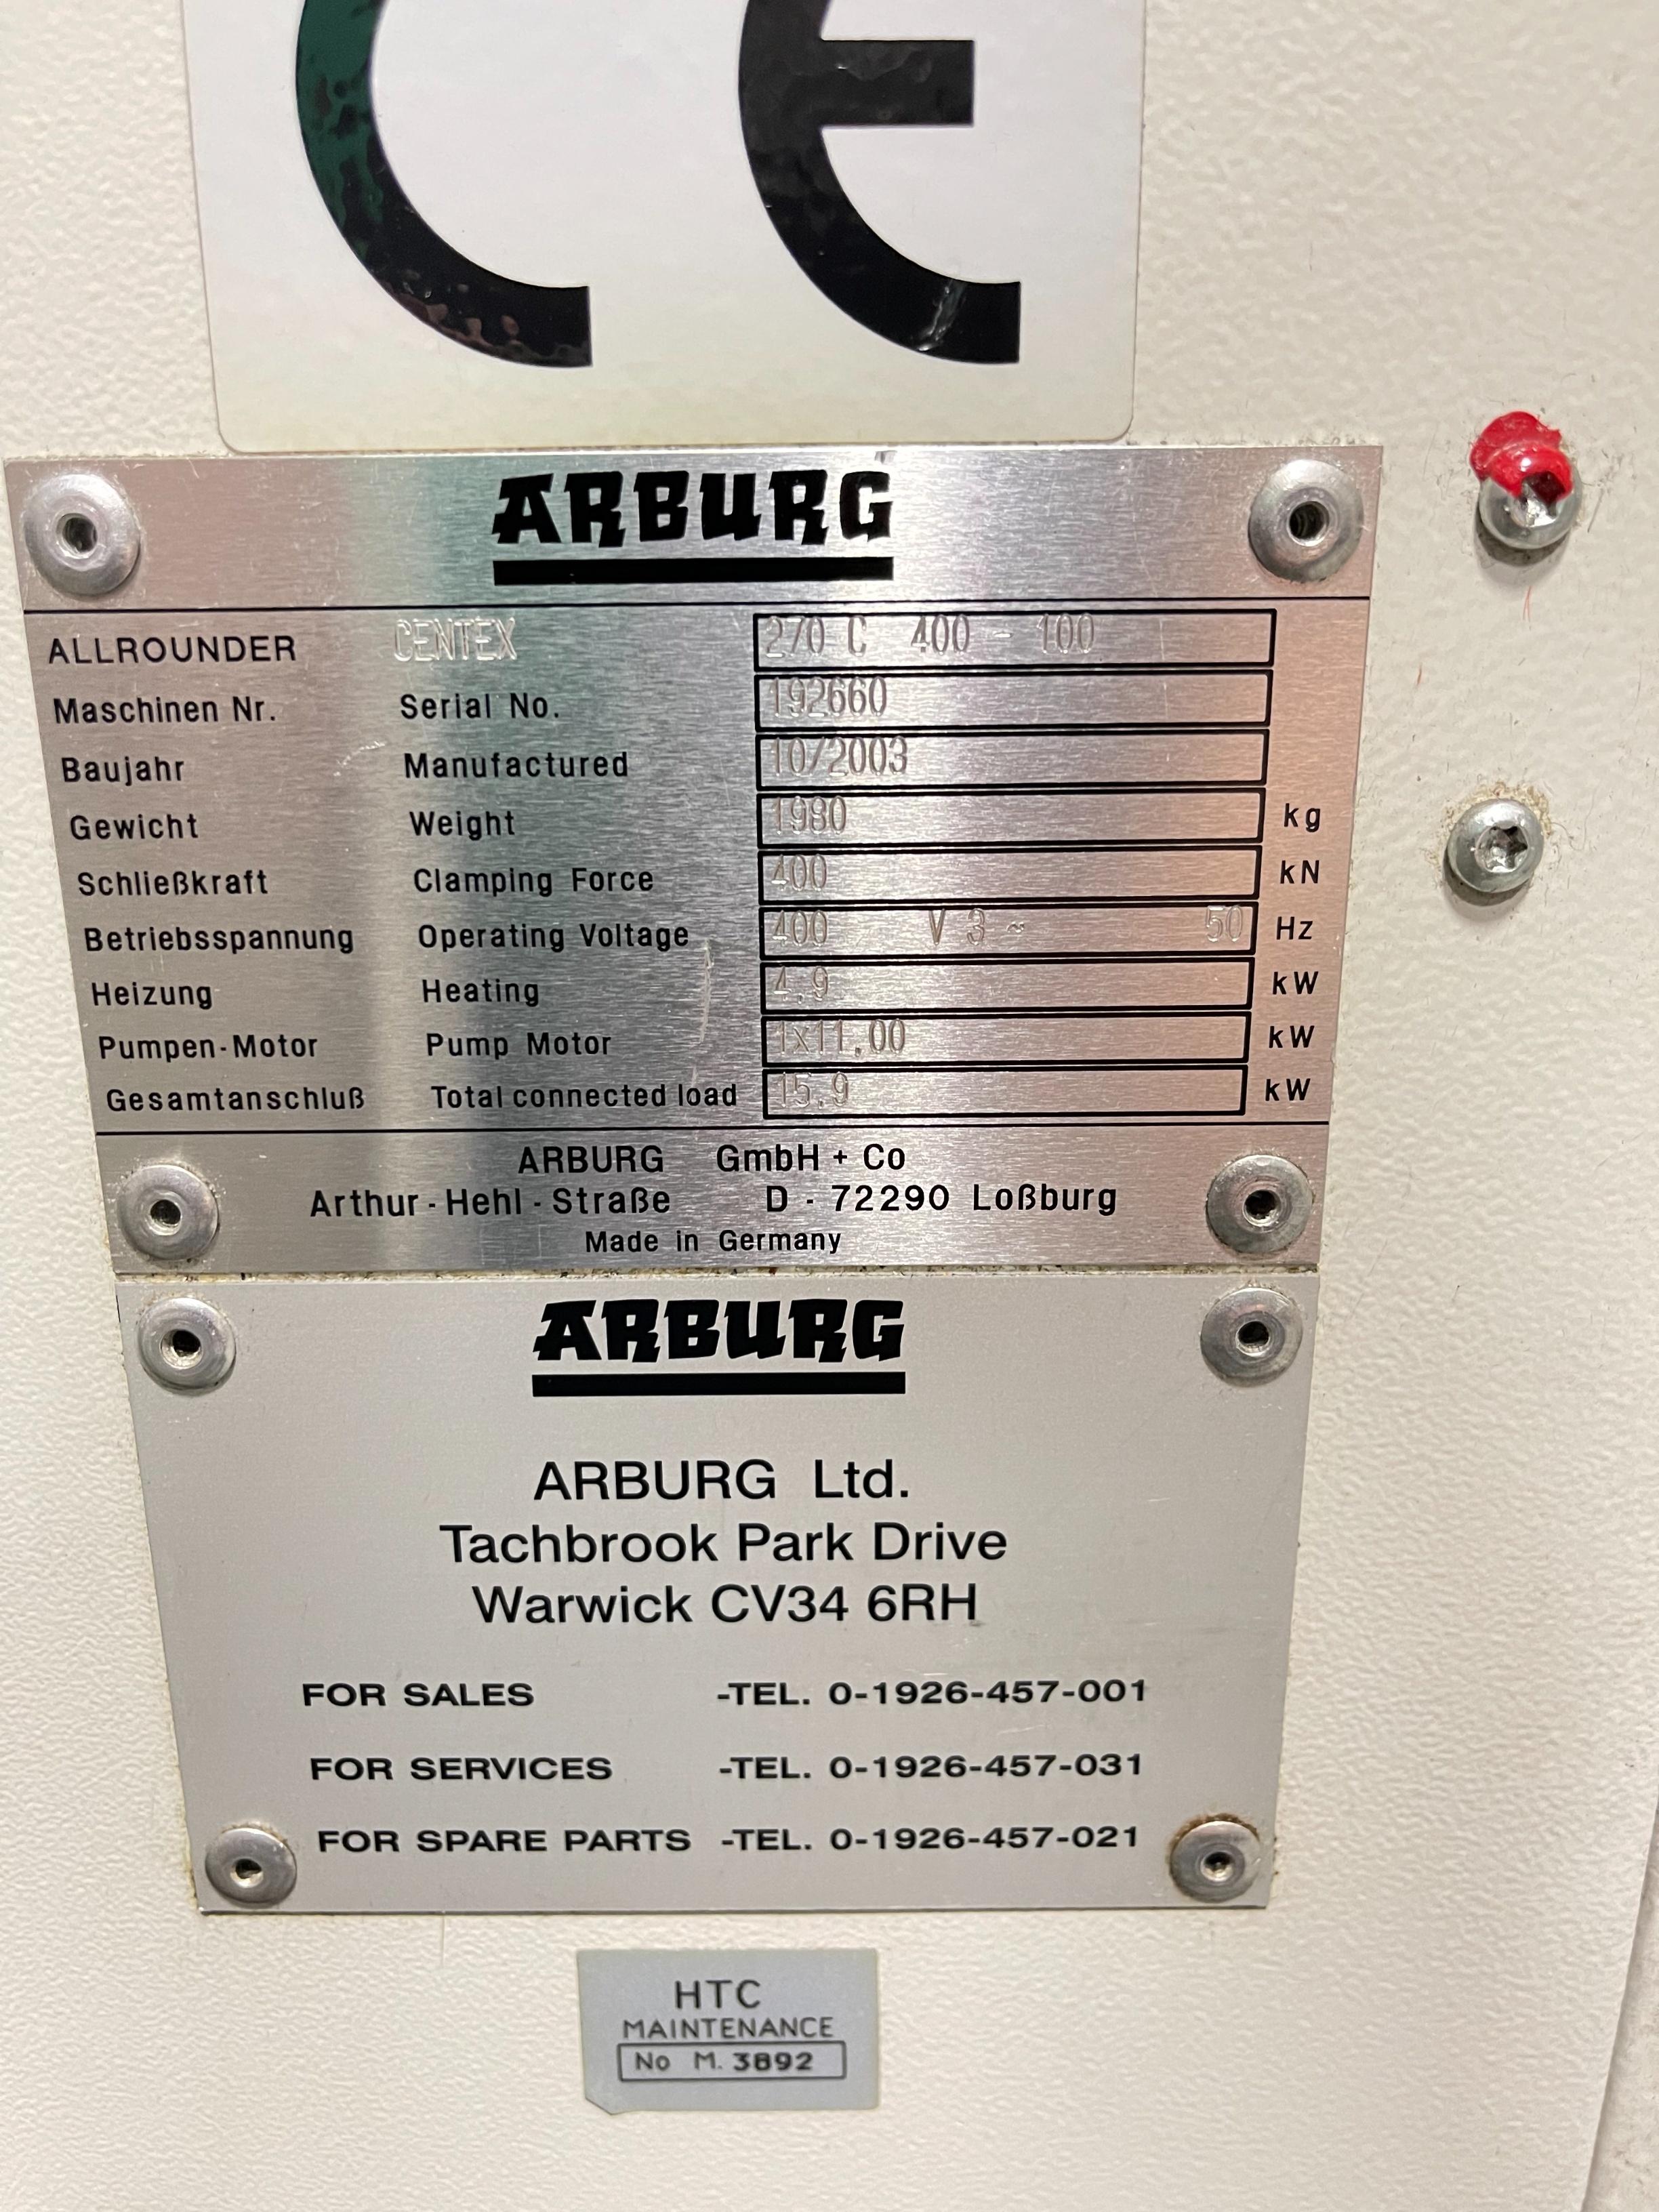 CE
ARBURG
ALLROUNDER CENTEX 270 C 400 - 100
Maschinen Nr. Serial No. 192660
Baujahr Manufactured 10/2003
Gewicht Weight 1980 kg
Schließkraft Clamping Force 400 kN
Betriebsspannung Operating Voltage 400 V 3 ~ 50 Hz
Heizung Heating 4,9 kW
Pumpen-Motor Pump Motor 1x11,00 kW
Gesamtanschluß Total connected load 15,9 kW
ARBURG GmbH + Co
Arthur - Hehl - Straße D - 72290 Loßburg
Made in Germany
ARBURG
ARBURG Ltd.
Tachbrook Park Drive
Warwick CV34 6RH
FOR SALES -TEL. 0-1926-457-001
FOR SERVICES -TEL. 0-1926-457-031
FOR SPARE PARTS -TEL. 0-1926-457-021
HTC
MAINTENANCE
No M. 3892